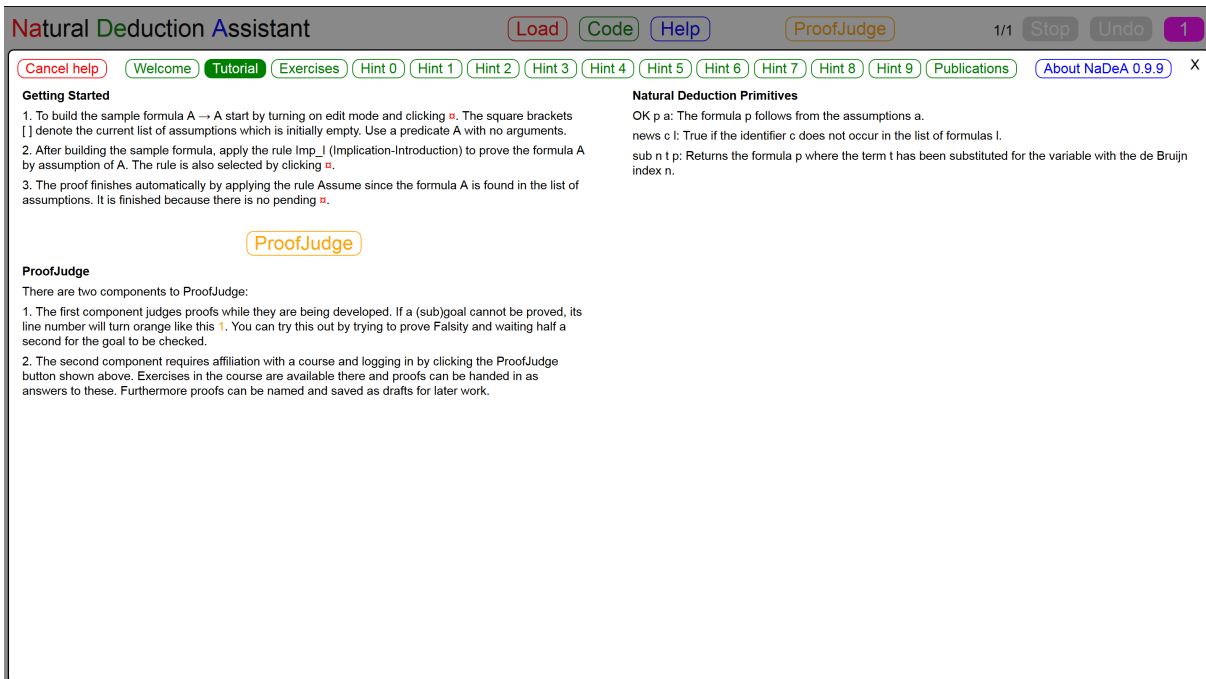 Natural Deduction Assistant Load Code Help ProofJudge 1/1 Stop Undo 1
Cancel help Welcome Tutorial Exercises Hint 0 Hint 1 Hint 2 Hint 3 Hint 4 Hint 5 Hint 6 Hint 7 Hint 8 Hint 9 Publications About NaDeA 0.9.9 X
Getting Started
1. To build the sample formula A → A start by turning on edit mode and clicking ¤. The square brackets
[ ] denote the current list of assumptions which is initially empty. Use a predicate A with no arguments.
2. After building the sample formula, apply the rule Imp_I (Implication-Introduction) to prove the formula A
by assumption of A. The rule is also selected by clicking ¤.
3. The proof finishes automatically by applying the rule Assume since the formula A is found in the list of
assumptions. It is finished because there is no pending ¤.
ProofJudge
ProofJudge
There are two components to ProofJudge:
1. The first component judges proofs while they are being developed. If a (sub)goal cannot be proved, its
line number will turn orange like this 1. You can try this out by trying to prove Falsity and waiting half a
second for the goal to be checked.
2. The second component requires affiliation with a course and logging in by clicking the ProofJudge
button shown above. Exercises in the course are available there and proofs can be handed in as
answers to these. Furthermore proofs can be named and saved as drafts for later work.
Natural Deduction Primitives
OK p a: The formula p follows from the assumptions a.
news c l: True if the identifier c does not occur in the list of formulas l.
sub n t p: Returns the formula p where the term t has been substituted for the variable with the de Bruijn
index n.